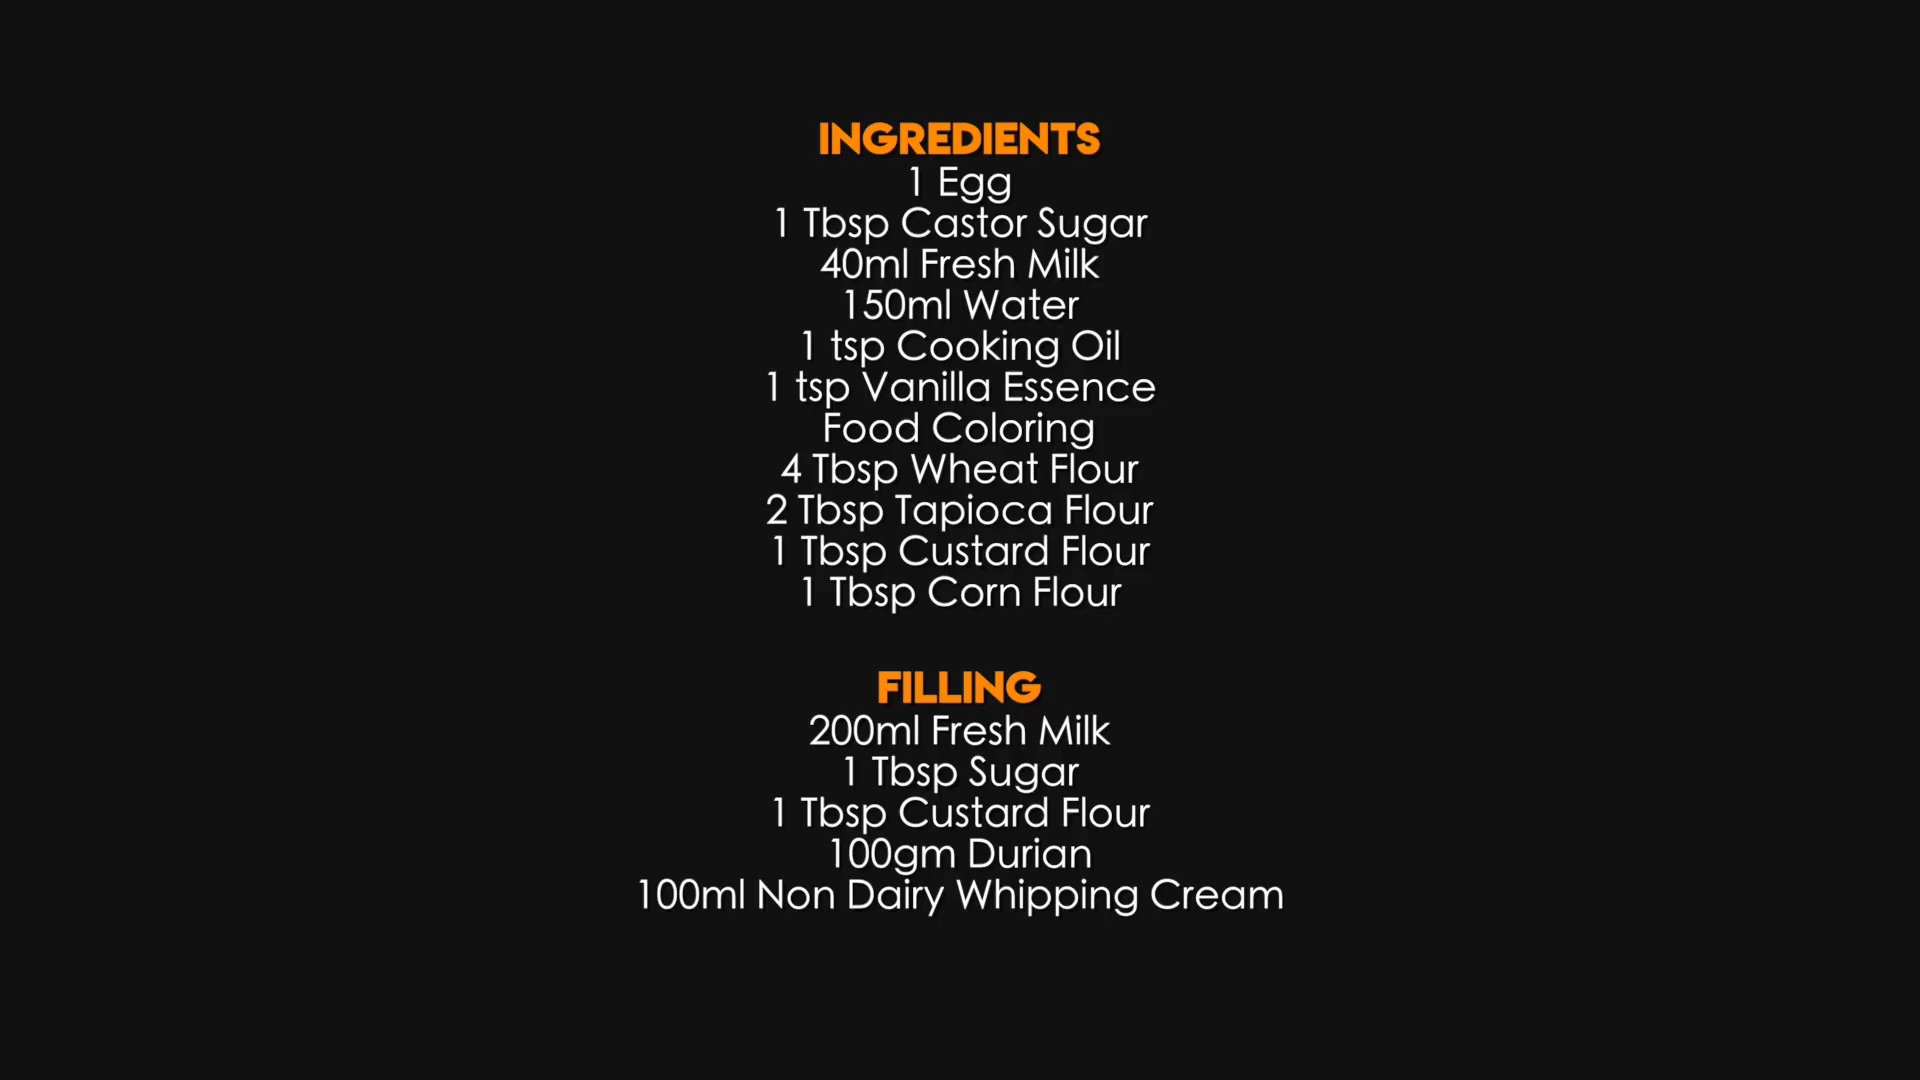 INGREDIENTS
1 Egg
1 Tbsp Castor Sugar
40ml Fresh Milk
150ml Water
1 tsp Cooking Oil
1 tsp Vanilla Essence
Food Coloring
4 Tbsp Wheat Flour
2 Tbsp Tapioca Flour
1 Tbsp Custard Flour
1 Tbsp Corn Flour
FILLING
200ml Fresh Milk
1 Tbsp Sugar
1 Tbsp Custard Flour
100gm Durian
100ml Non Dairy Whipping Cream